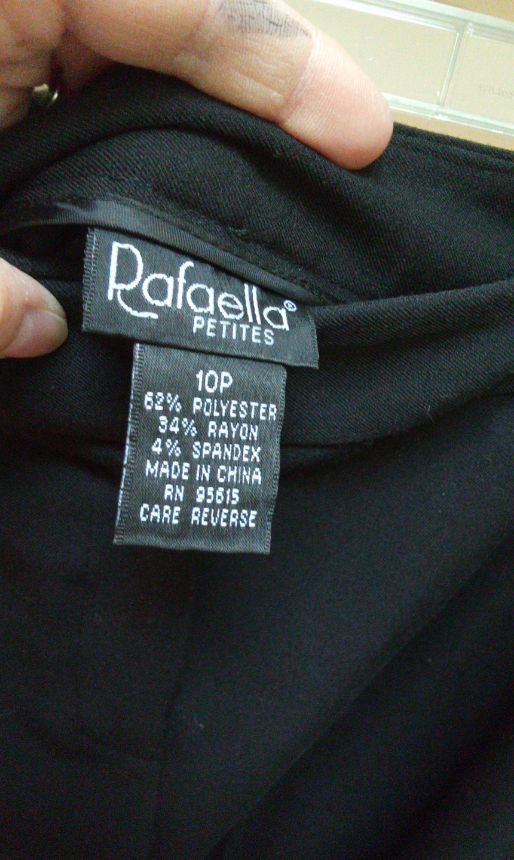 Rafaella®
PETITES
10P
62% POLYESTER
34% RAYON
4% SPANDEX
MADE IN CHINA
RN 95615
CARE REVERSE